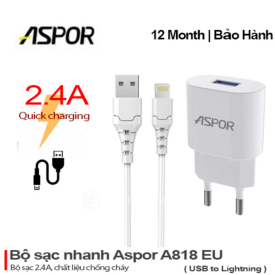 ASPOR
12 Month | Bảo Hành
2.4A
Quick charging
ASPOR
Bộ sạc nhanh Aspor A818 EU
Bộ sạc 2.4A, chất liệu chống cháy
( USB to Lightning )